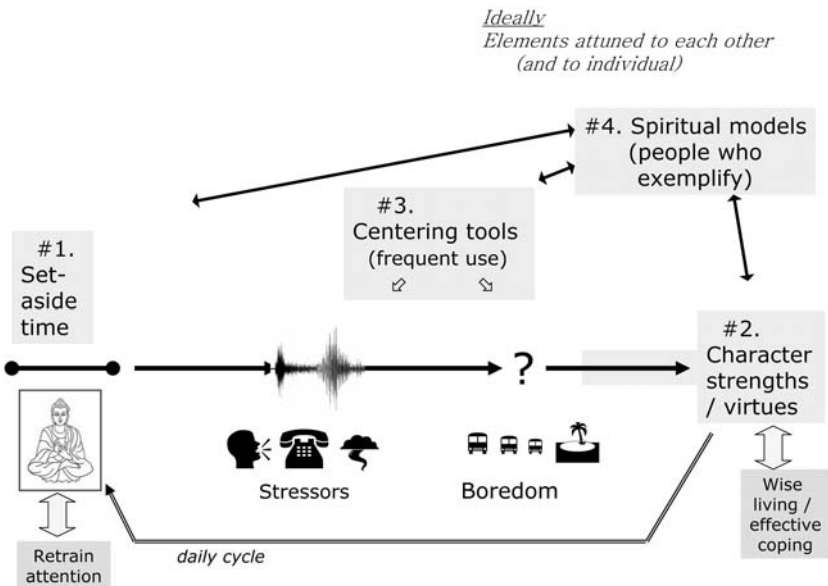 Ideally
Elements attuned to each other
(and to individual)
#4. Spiritual models
(people who
exemplify)
#3.
Centering tools
(frequent use)
#1.
Set-
aside
time
#2.
Character
strengths
/ virtues
?
Stressors
Boredom
Wise
living /
effective
coping
Retrain
attention
daily cycle